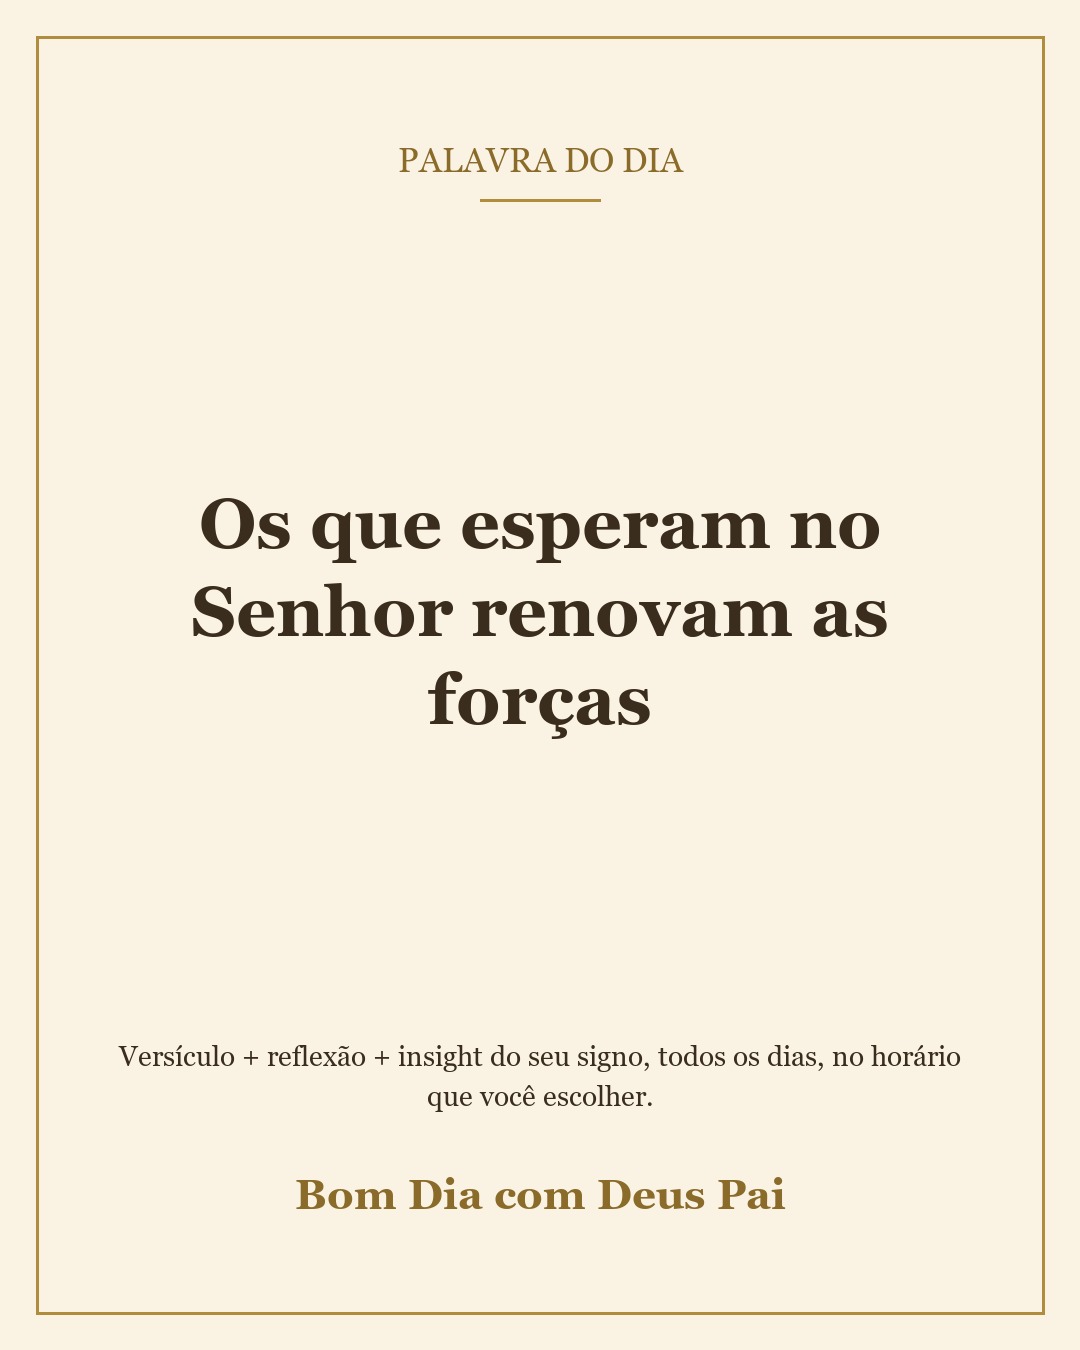 PALAVRA DO DIA
Os que esperam no
Senhor renovam as
forças
Versículo + reflexão + insight do seu signo, todos os dias, no horário
que você escolher.
Bom Dia com Deus Pai